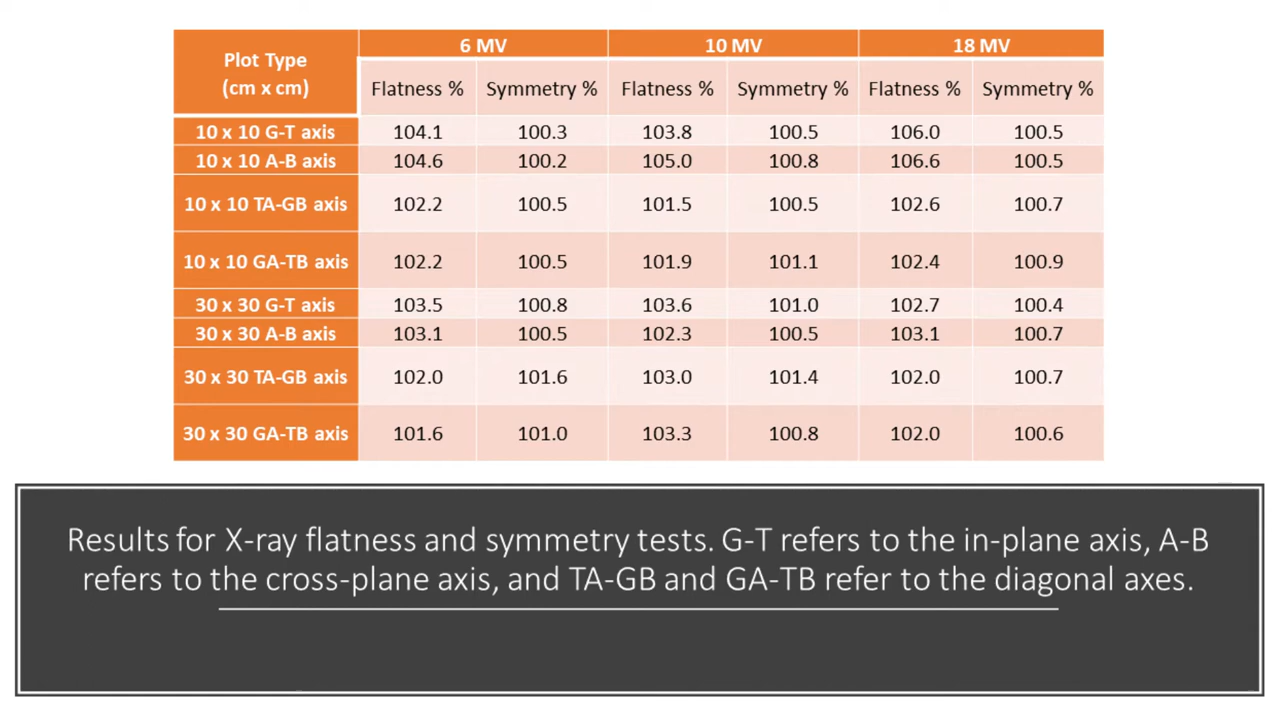 Plot Type
(cm x cm)
6 MV 10 MV 18 MV
Flatness % Symmetry % Flatness % Symmetry % Flatness % Symmetry %
10 x 10 G-T axis 104.1 100.3 103.8 100.5 106.0 100.5
10 x 10 A-B axis 104.6 100.2 105.0 100.8 106.6 100.5
10 x 10 TA-GB axis 102.2 100.5 101.5 100.5 102.6 100.7
10 x 10 GA-TB axis 102.2 100.5 101.9 101.1 102.4 100.9
30 x 30 G-T axis 103.5 100.8 103.6 101.0 102.7 100.4
30 x 30 A-B axis 103.1 100.5 102.3 100.5 103.1 100.7
30 x 30 TA-GB axis 102.0 101.6 103.0 101.4 102.0 100.7
30 x 30 GA-TB axis 101.6 101.0 103.3 100.8 102.0 100.6
Results for X-ray flatness and symmetry tests. G-T refers to the in-plane axis, A-B
refers to the cross-plane axis, and TA-GB and GA-TB refer to the diagonal axes.